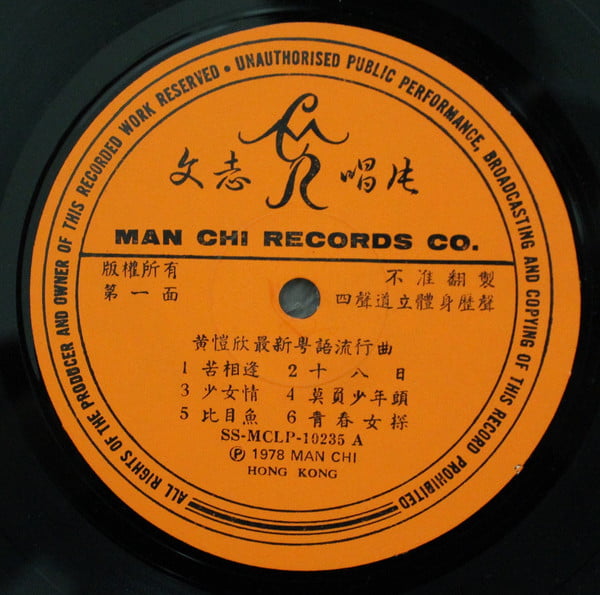 ALL RIGHTS OF THE PRODUCER AND OWNER OF THIS RECORDED WORK RESERVED • UNAUTHORISED PUBLIC PERFORMANCE, BROADCASTING AND COPYING OF THIS RECORD PROHIBITED
文志 唱片
MAN CHI RECORDS CO.
版權所有 不准翻製
第一面 四聲道立體身歷聲
黃愷欣最新粵語流行曲
1 苦相逢 2 十八日
3 少女情 4 莫負少年頭
5 比目魚 6 青春女探
SS-MCLP-10235 A
Ⓟ 1978 MAN CHI
HONG KONG